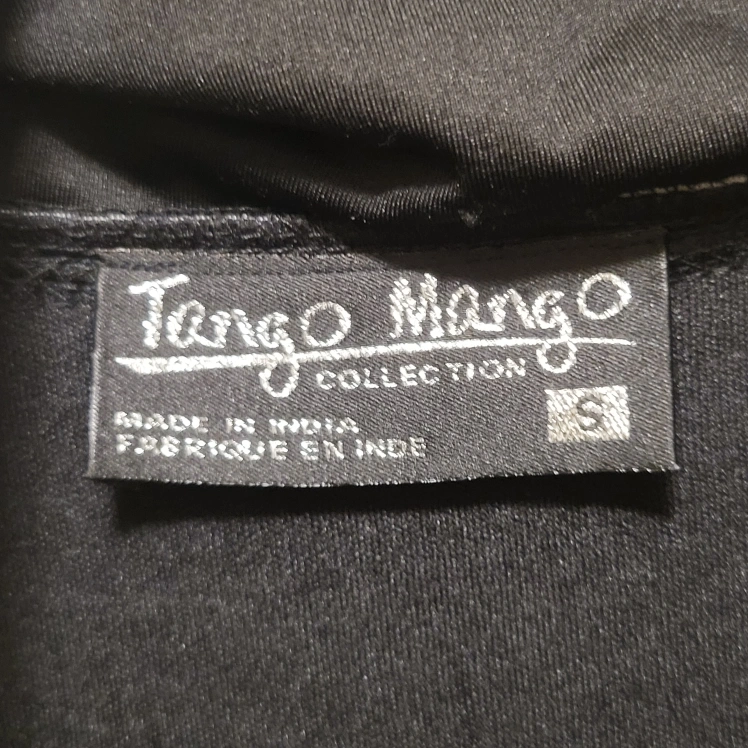 Tango Mango
COLLECTION
S
MADE IN INDIA
FABRIQUE EN INDE